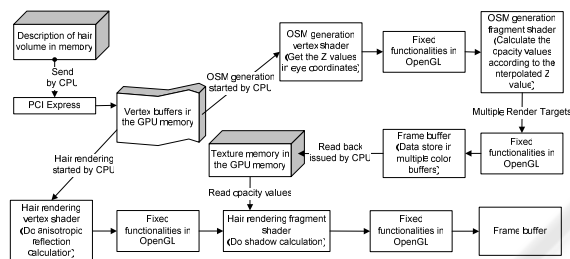 Description of hair
volume in memory
Send
by CPU
PCI Express
Vertex buffers in
the GPU memory
OSM generation
started by CPU
OSM generation
vertex shader
(Get the Z values
in eye coordinates)
Fixed
functionalities in
OpenGL
OSM generation
fragment shader
(Calculate the
opacity values
according to the
interpolated Z
value)
Multiple Render Targets
Fixed
functionalities in
OpenGL
Frame buffer
(Data store in
multiple color
buffers)
Read back
issued by CPU
Texture memory in
the GPU memory
Read opacity values
Hair rendering
started by CPU
Hair rendering
vertex shader
(Do anisotropic
reflection
calculation)
Fixed
functionalities in
OpenGL
Hair rendering fragment
shader
(Do shadow calculation)
Fixed
functionalities in
OpenGL
Frame buffer